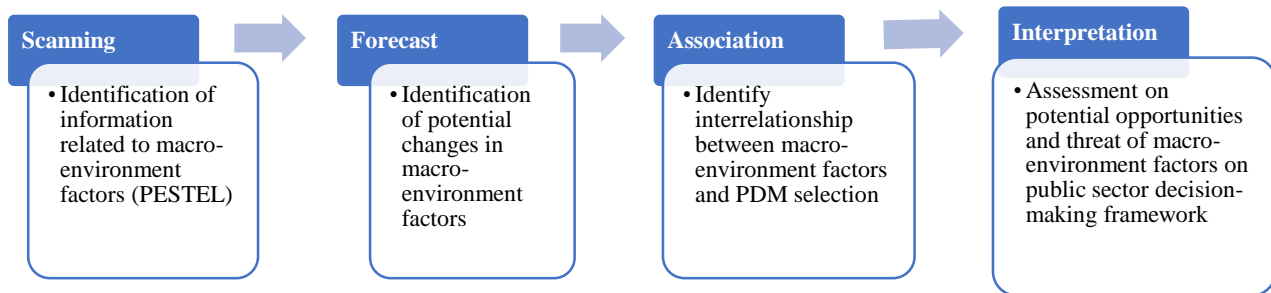 Scanning
• Identification of
information
related to macro-
environment
factors (PESTEL)
Forecast
• Identification
of potential
changes in
macro-
environment
factors
Association
• Identify
interrelationship
between macro-
environment factors
and PDM selection
Interpretation
• Assessment on
potential opportunities
and threat of macro-
environment factors on
public sector decision-
making framework